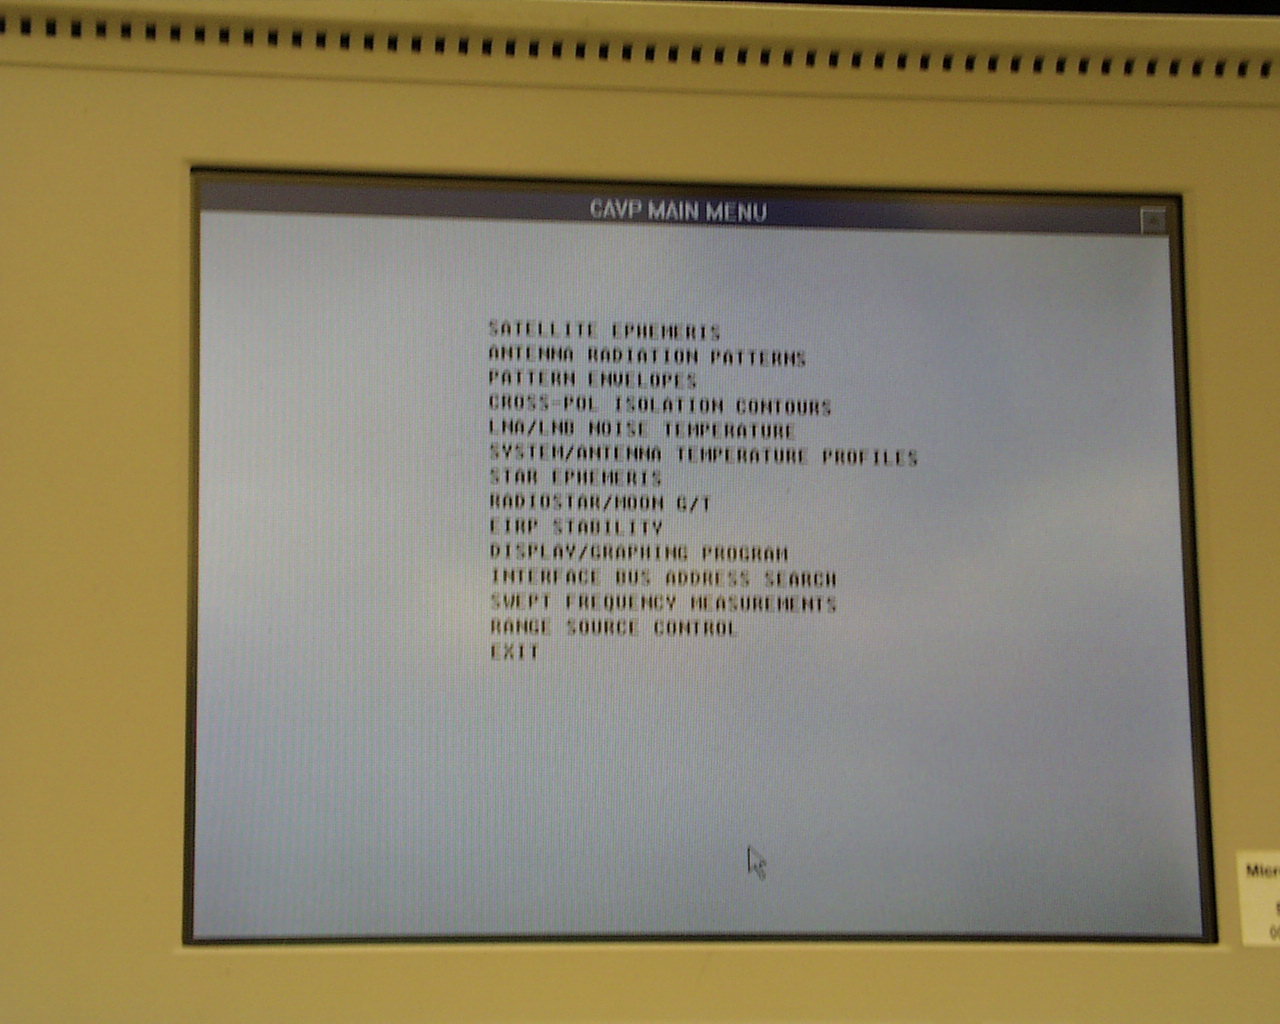 CAVP MAIN MENU
SATELLITE EPHEMERIS
ANTENNA RADIATION PATTERNS
PATTERN ENVELOPES
CROSS-POL ISOLATION CONTOURS
LNA/LNB NOISE TEMPERATURE
SYSTEM/ANTENNA TEMPERATURE PROFILES
STAR EPHEMERIS
RADIOSTAR/MOON G/T
EIRP STABILITY
DISPLAY/GRAPHING PROGRAM
INTERFACE BUS ADDRESS SEARCH
SWEPT FREQUENCY MEASUREMENTS
RANGE SOURCE CONTROL
EXIT